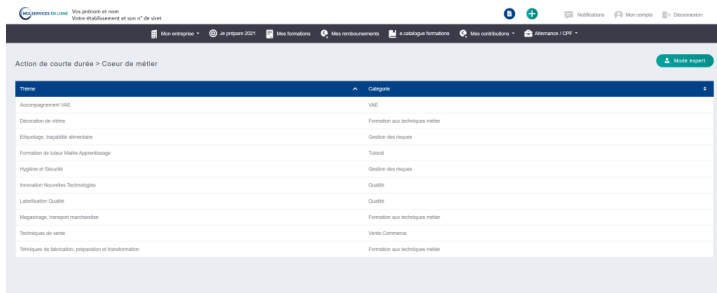 MES SERVICES EN LIGNE
Vos prénom et nom
Votre établissement et son n° de siret
Notifications
Mon compte
Déconnexion
Mon entreprise
Je prépare 2021
Mes formations
Mes remboursements
e.catalogue formations
Mes contributions
Alternance / CPF
Action de courte durée > Coeur de métier
Mode expert
Thème Catégorie
Accompagnement VAE VAE
Décoration de vitrine Formation aux techniques métier
Etiquetage, traçabilité alimentaire Gestion des risques
Formation de tuteur Maitre-Apprentissage Tutorat
Hygiène et Sécurité Gestion des risques
Innovation Nouvelles Technologies Qualité
Labellisation Qualité Qualité
Magasinage, transport marchandise Formation aux techniques métier
Techniques de vente Vente Commerce
Tehniques de fabrication, préparation et transformation Formation aux techniques métier